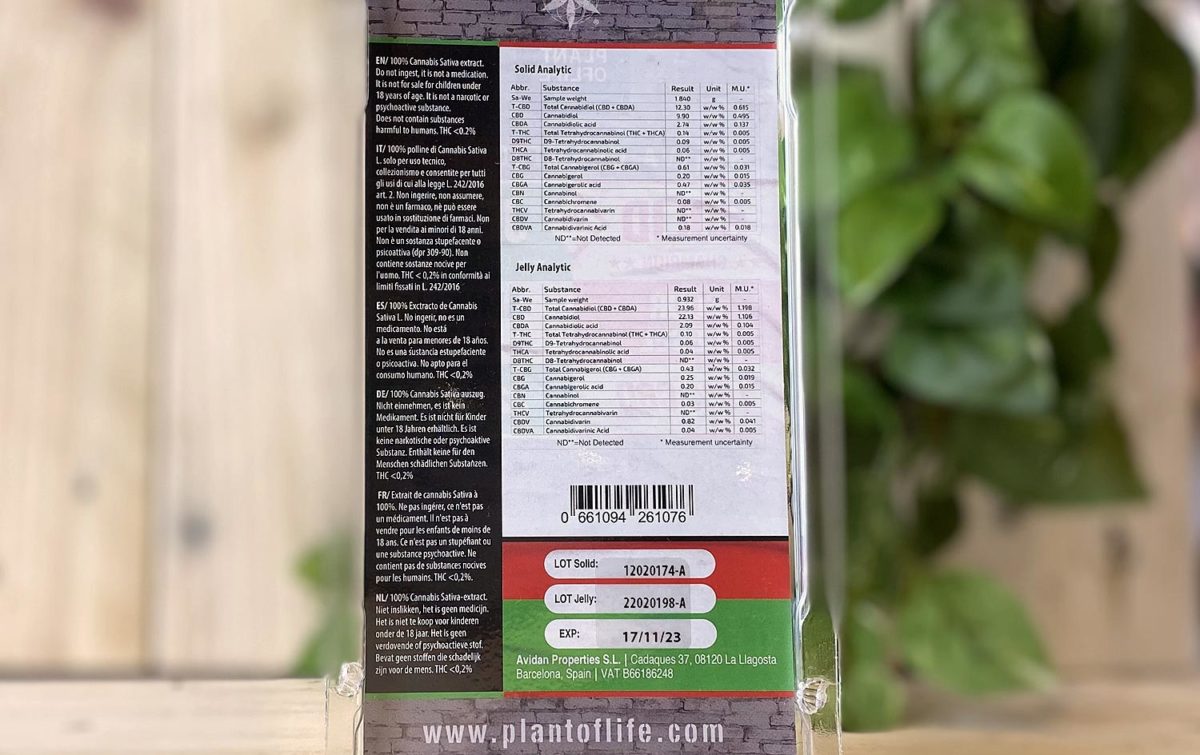 EN/ 100% Cannabis Sativa extract.
Do not ingest, it is not a medication.
It is not for sale for children under
18 years of age. It is not a narcotic or
psychoactive substance.
Does not contain substances
harmful to humans. THC <0.2%
IT/ 100% polline di Cannabis Sativa
L. solo per uso tecnico,
collezionismo e consentite per tutti
gli usi di cui alla legge L. 242/2016
art. 2. Non ingerire, non assumere,
non è un farmaco, nè può essere
usato in sostituzione di farmaci. Non
per la vendita ai minori di 18 anni.
Non è un sostanza stupefacente o
psicoattiva (dpr 309-90). Non
contiene sostanze nocive per
l'uomo. THC < 0,2% in conformità ai
limiti fissati in L. 242/2016
ES/ 100% Exctracto de Cannabis
Sativa L. No ingerir, no es un
medicamento. No está
a la venta para menores de 18 años.
No es una sustancia estupefaciente
o psicoactiva. No apto para el
consumo humano. THC <0,2%
DE/ 100% Cannabis Sativa auszug.
Nicht einnehmen, es ist kein
Medikament. Es ist nicht für Kinder
unter 18 Jahren erhältlich. Es ist
keine narkotische oder psychoaktive
Substanz. Enthält keine für den
Menschen schädlichen Substanzen.
THC <0,2%
FR/ Extrait de cannabis Sativa à
100%. Ne pas ingérer, ce n'est pas
un médicament. Il n'est pas à
vendre pour les enfants de moins de
18 ans. Ce n'est pas un stupéfiant ou
une substance psychoactive. Ne
contient pas de substances nocives
pour les humains. THC <0,2%.
NL/ 100% Cannabis Sativa-extract.
Niet inslikken, het is geen medicijn.
Het is niet te koop voor kinderen
onder de 18 jaar. Het is geen
verdovende of psychoactieve stof.
Bevat geen stoffen die schadelijk
zijn voor de mens. THC <0,2%
Solid Analytic
Abbr. Substance Result Unit M.U.*
Sa-We Sample weight 1.840 g -
T-CBD Total Cannabidiol (CBD + CBDA) 12.30 w/w % 0.615
CBD Cannabidiol 9.90 w/w % 0.495
CBDA Cannabidiolic acid 2.74 w/w % 0.137
T-THC Total Tetrahydrocannabinol (THC + THCA) 0.14 w/w % 0.005
D9THC D9-Tetrahydrocannabinol 0.09 w/w % 0.005
THCA Tetrahydrocannabinolic acid 0.06 w/w % 0.005
D8THC D8-Tetrahydrocannabinol ND** w/w % -
T-CBG Total Cannabigerol (CBG + CBGA) 0.61 w/w % 0.031
CBG Cannabigerol 0.20 w/w % 0.015
CBGA Cannabigerolic acid 0.47 w/w % 0.035
CBN Cannabinol ND** w/w % -
CBC Cannabichromene 0.08 w/w % 0.005
THCV Tetrahydrocannabivarin ND** w/w % -
CBDV Cannabidivarin ND** w/w % -
CBDVA Cannabidivarinic Acid 0.18 w/w % 0.018
ND**=Not Detected * Measurement uncertainty
Jelly Analytic
Abbr. Substance Result Unit M.U.*
Sa-We Sample weight 0.932 g -
T-CBD Total Cannabidiol (CBD + CBDA) 23.96 w/w % 1.198
CBD Cannabidiol 22.13 w/w % 1.106
CBDA Cannabidiolic acid 2.09 w/w % 0.104
T-THC Total Tetrahydrocannabinol (THC + THCA) 0.10 w/w % 0.005
D9THC D9-Tetrahydrocannabinol 0.06 w/w % 0.005
THCA Tetrahydrocannabinolic acid 0.04 w/w % 0.005
D8THC D8-Tetrahydrocannabinol ND** w/w % -
T-CBG Total Cannabigerol (CBG + CBGA) 0.43 w/w % 0.032
CBG Cannabigerol 0.25 w/w % 0.019
CBGA Cannabigerolic acid 0.20 w/w % 0.015
CBN Cannabinol ND** w/w % -
CBC Cannabichromene 0.03 w/w % 0.005
THCV Tetrahydrocannabivarin ND** w/w % -
CBDV Cannabidivarin 0.82 w/w % 0.041
CBDVA Cannabidivarinic Acid 0.04 w/w % 0.005
ND**=Not Detected * Measurement uncertainty
0 661094 261076
LOT Solid: 12020174-A
LOT Jelly: 22020198-A
EXP: 17/11/23
Avidan Properties S.L. | Cadaques 37, 08120 La Llagosta
Barcelona, Spain | VAT B66186248
www.plantoflife.com